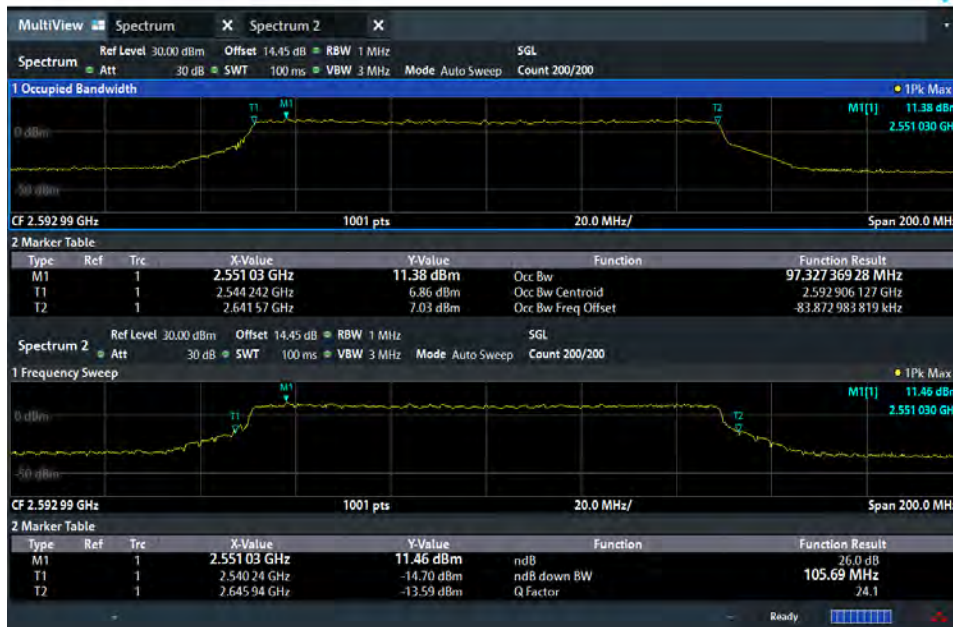 MultiView Spectrum X Spectrum 2 X
Spectrum Ref Level 30.00 dBm Offset 14.45 dB RBW 1 MHz SGL
Att 30 dB SWT 100 ms VBW 3 MHz Mode Auto Sweep Count 200/200
1 Occupied Bandwidth 1Pk Max
T1 M1 T2 M1[1] 11.38 dBm
2.551 030 GH
0 dBm
-50 dBm
CF 2.592 99 GHz 1001 pts 20.0 MHz/ Span 200.0 MH
2 Marker Table
Type Ref Trc X-Value Y-Value Function Function Result
M1 1 2.551 03 GHz 11.38 dBm Occ Bw 97.327 369 28 MHz
T1 1 2.544 242 GHz 6.86 dBm Occ Bw Centroid 2.592 906 127 GHz
T2 1 2.641 57 GHz 7.03 dBm Occ Bw Freq Offset -83.872 983 819 kHz
Spectrum 2 Ref Level 30.00 dBm Offset 14.45 dB RBW 1 MHz SGL
Att 30 dB SWT 100 ms VBW 3 MHz Mode Auto Sweep Count 200/200
1 Frequency Sweep 1Pk Max
M1 M1[1] 11.46 dBm
T1 T2 2.551 030 GH
0 dBm
-50 dBm
CF 2.592 99 GHz 1001 pts 20.0 MHz/ Span 200.0 MH
2 Marker Table
Type Ref Trc X-Value Y-Value Function Function Result
M1 1 2.551 03 GHz 11.46 dBm ndB 26.0 dB
T1 1 2.540 24 GHz -14.70 dBm ndB down BW 105.69 MHz
T2 1 2.645 94 GHz -13.59 dBm Q Factor 24.1
Ready